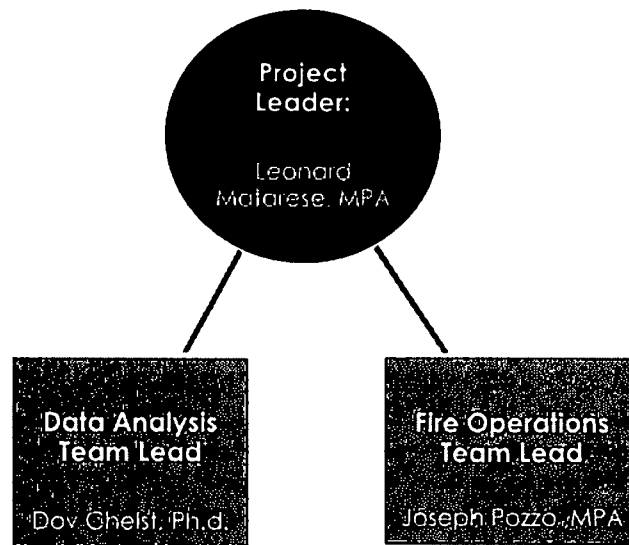 Project
Leader:
Leonard
Matarese, MPA
Data Analysis
Team Lead
Dov Chelst, Ph.d.
Fire Operations
Team Lead
Joseph Pozzo, MPA